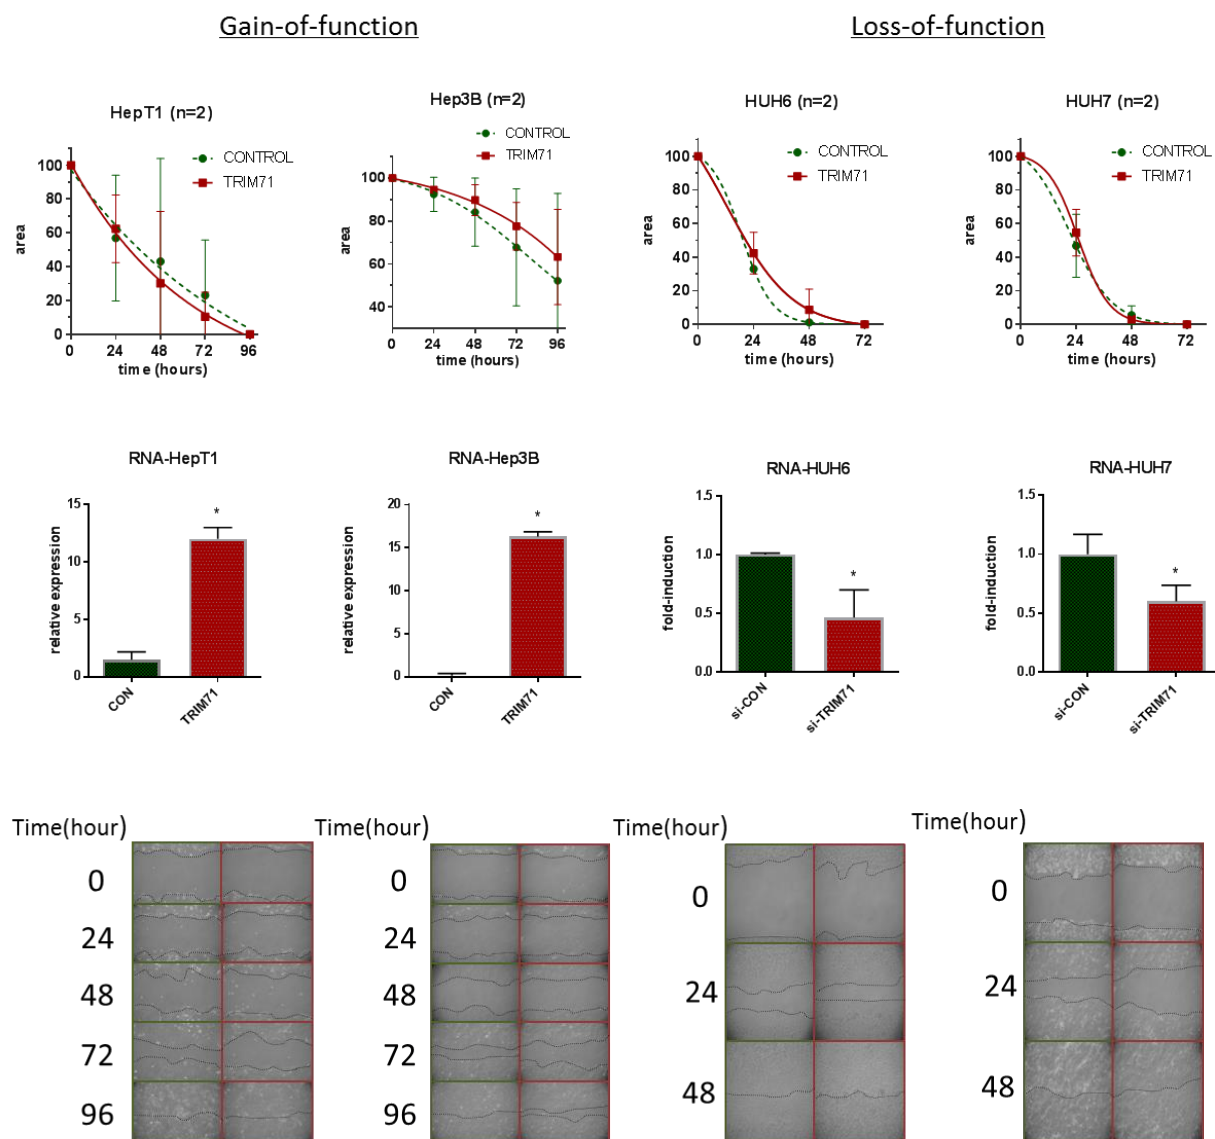 Gain-of-function
Loss-of-function
HepT1 (n=2)
CONTROL
TRIM71
area
100
80
60
40
20
0
0 24 48 72 96
time (hours)
Hep3B (n=2)
CONTROL
TRIM71
area
100
80
60
40
0 24 48 72 96
time (hours)
HUH6 (n=2)
CONTROL
TRIM71
area
100
80
60
40
20
0
0 24 48 72
time (hours)
HUH7 (n=2)
CONTROL
TRIM71
area
100
80
60
40
20
0
0 24 48 72
time (hours)
RNA-HepT1
relative expression
15
10
5
0
*
CON TRIM71
RNA-Hep3B
relative expression
20
15
10
5
0
*
CON TRIM71
RNA-HUH6
fold-induction
1.5
1.0
0.5
0.0
*
si-CON si-TRIM71
RNA-HUH7
fold-induction
1.5
1.0
0.5
0.0
*
si-CON si-TRIM71
Time(hour)
0
24
48
72
96
Time(hour)
0
24
48
72
96
Time(hour)
0
24
48
Time(hour)
0
24
48